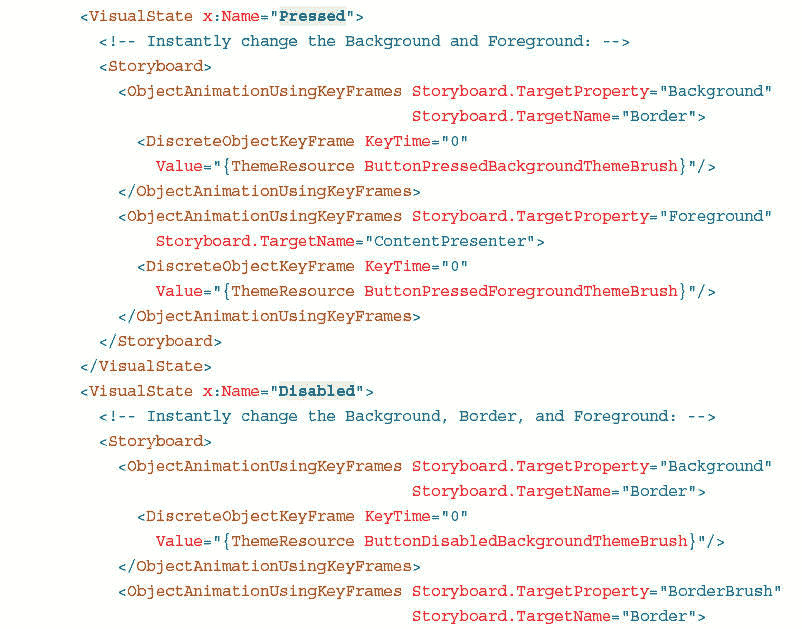 <VisualState x:Name="Pressed">
<!-- Instantly change the Background and Foreground: -->
<Storyboard>
<ObjectAnimationUsingKeyFrames Storyboard.TargetProperty="Background"
Storyboard.TargetName="Border">
<DiscreteObjectKeyFrame KeyTime="0"
Value="{ThemeResource ButtonPressedBackgroundThemeBrush}"/>
</ObjectAnimationUsingKeyFrames>
<ObjectAnimationUsingKeyFrames Storyboard.TargetProperty="Foreground"
Storyboard.TargetName="ContentPresenter">
<DiscreteObjectKeyFrame KeyTime="0"
Value="{ThemeResource ButtonPressedForegroundThemeBrush}"/>
</ObjectAnimationUsingKeyFrames>
</Storyboard>
</VisualState>
<VisualState x:Name="Disabled">
<!-- Instantly change the Background, Border, and Foreground: -->
<Storyboard>
<ObjectAnimationUsingKeyFrames Storyboard.TargetProperty="Background"
Storyboard.TargetName="Border">
<DiscreteObjectKeyFrame KeyTime="0"
Value="{ThemeResource ButtonDisabledBackgroundThemeBrush}"/>
</ObjectAnimationUsingKeyFrames>
<ObjectAnimationUsingKeyFrames Storyboard.TargetProperty="BorderBrush"
Storyboard.TargetName="Border">